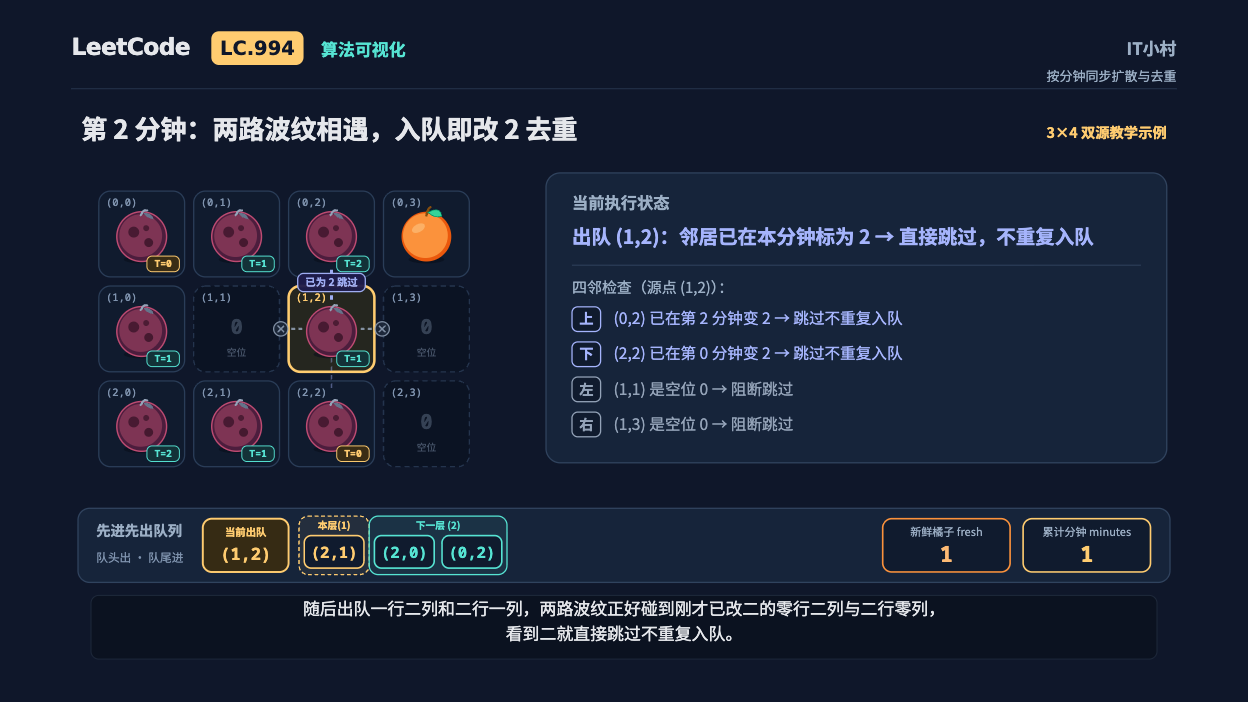 LeetCode LC.994 算法可视化
IT小村
按分钟同步扩散与去重
第 2 分钟：两路波纹相遇，入队即改 2 去重
3×4 双源教学示例
(0,0) (0,1) (0,2) (0,3)
T=0 T=1 T=2
已为 2 跳过
(1,0) (1,1) (1,2) (1,3)
0 0
空位 空位
T=1 T=1
(2,0) (2,1) (2,2) (2,3)
0
空位
T=2 T=1 T=0
当前执行状态
出队 (1,2)：邻居已在本分钟标为 2 → 直接跳过，不重复入队
四邻检查（源点 (1,2)）：
上 (0,2) 已在第 2 分钟变 2 → 跳过不重复入队
下 (2,2) 已在第 0 分钟变 2 → 跳过不重复入队
左 (1,1) 是空位 0 → 阻断跳过
右 (1,3) 是空位 0 → 阻断跳过
先进先出队列
队头出 · 队尾进
当前出队
(1,2)
本层(1)
(2,1)
下一层 (2)
(2,0) (0,2)
新鲜橘子 fresh
1
累计分钟 minutes
1
随后出队一行二列和二行一列，两路波纹正好碰到刚才已改二的零行二列与二行零列，
看到二就直接跳过不重复入队。